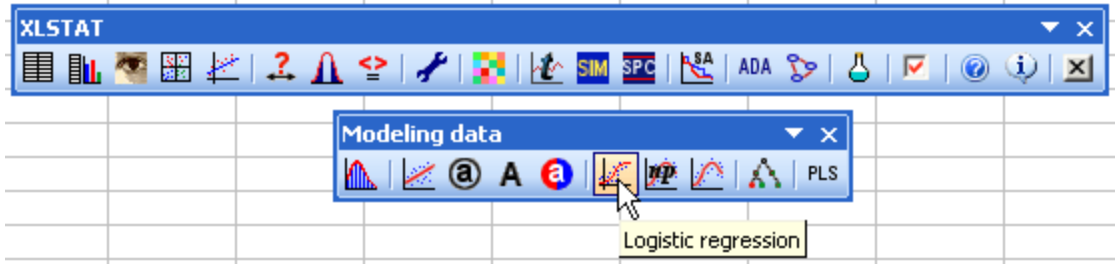 XLSTAT
? <=> t SIM SPC SA ADA i
Modeling data
a A a np PLS
Logistic regression